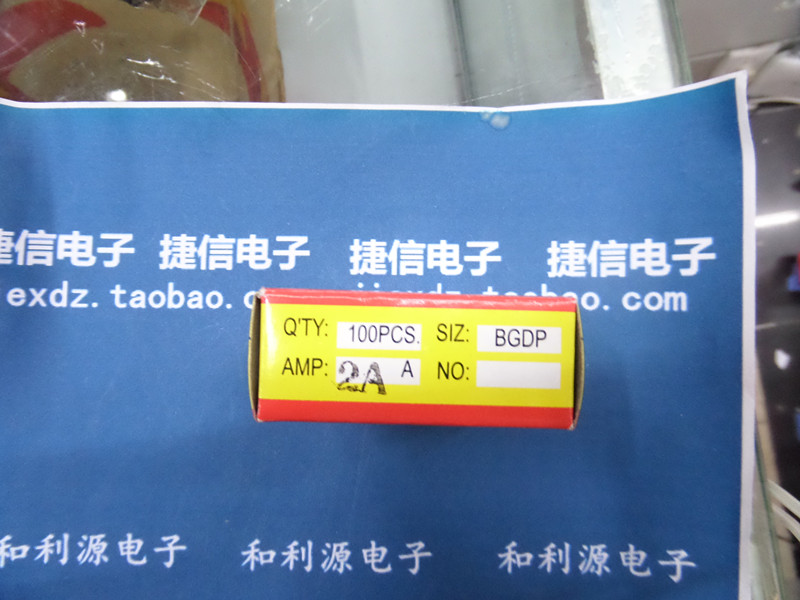 捷信电子 捷信电子 捷信电子 捷信电子
exdz.taobao. jiexdz.taobao.com
Q'TY: 100PCS. SIZ: BGDP
AMP: 2A A NO:
和利源电子 和利源电子 和利源电子